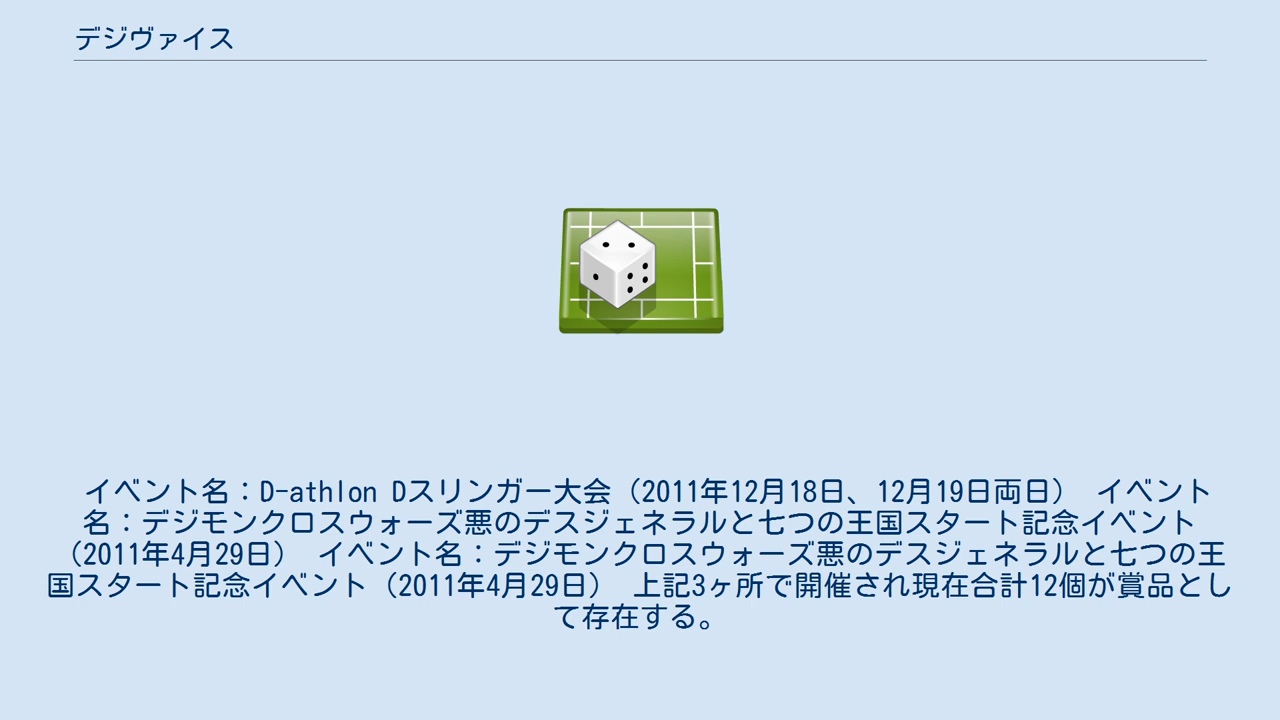 デジヴァイス
イベント名：D-athlon Dスリンガー大会（2011年12月18日、12月19日両日） イベント
名：デジモンクロスウォーズ悪のデスジェネラルと七つの王国スタート記念イベント
（2011年4月29日） イベント名：デジモンクロスウォーズ悪のデスジェネラルと七つの王
国スタート記念イベント（2011年4月29日） 上記3ヶ所で開催され現在合計12個が賞品とし
て存在する。